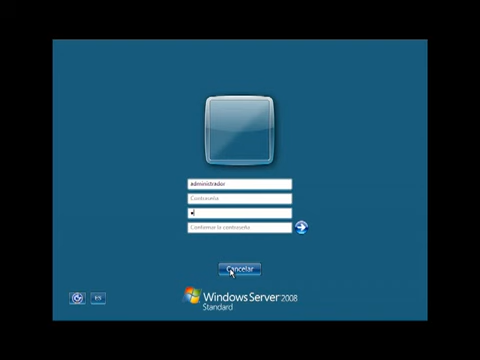 administrador
Contraseña
Confirmar la contraseña
Cancelar
ES
Windows Server 2008
Standard